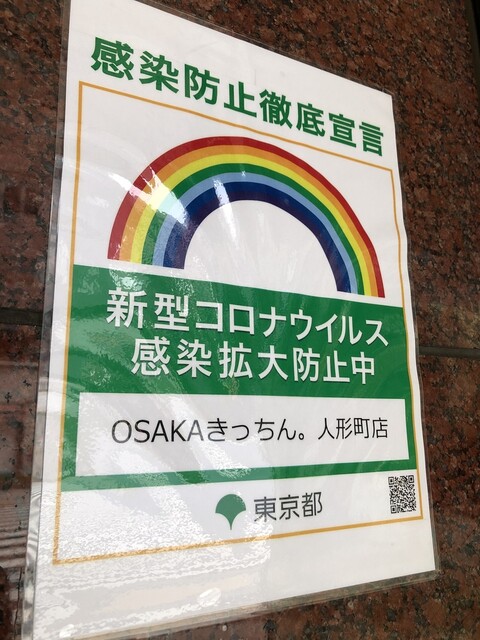 感染防止徹底宣言
新型コロナウイルス
感染拡大防止中
OSAKAきっちん。人形町店
東京都